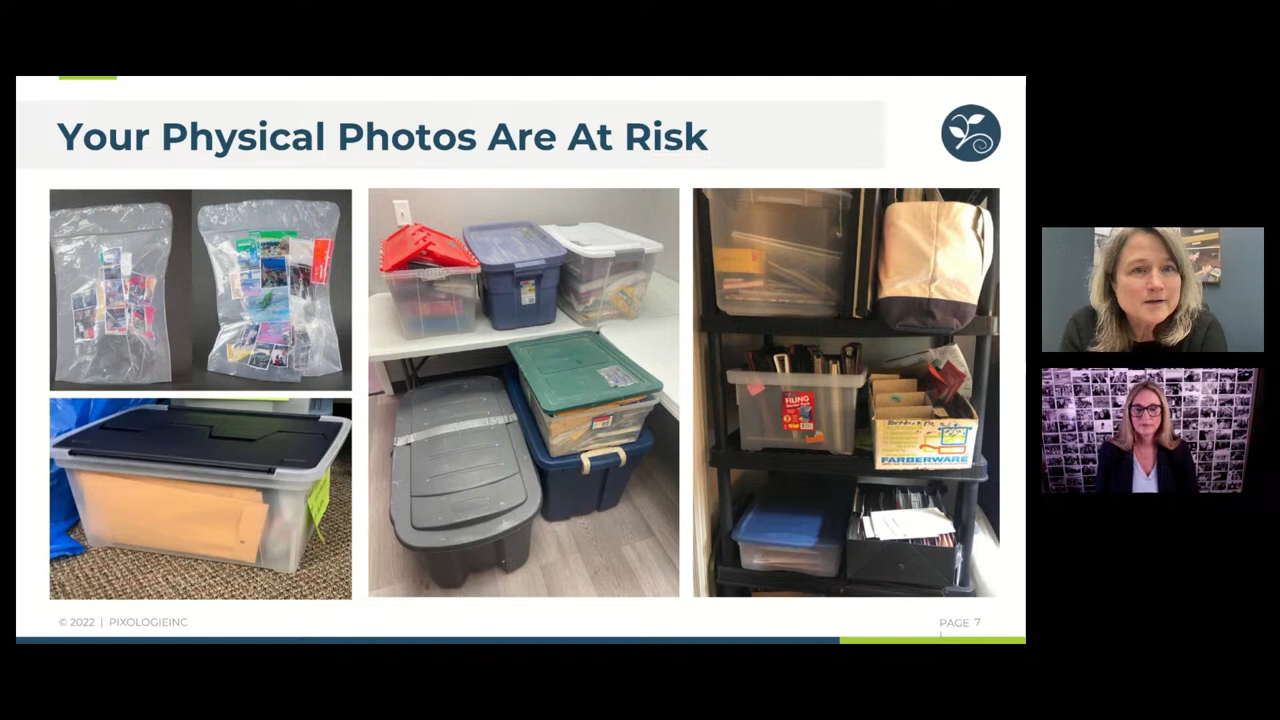 Your Physical Photos Are At Risk
FILING
FARBERWARE
© 2022 | PIXOLOGIEINC
PAGE 7